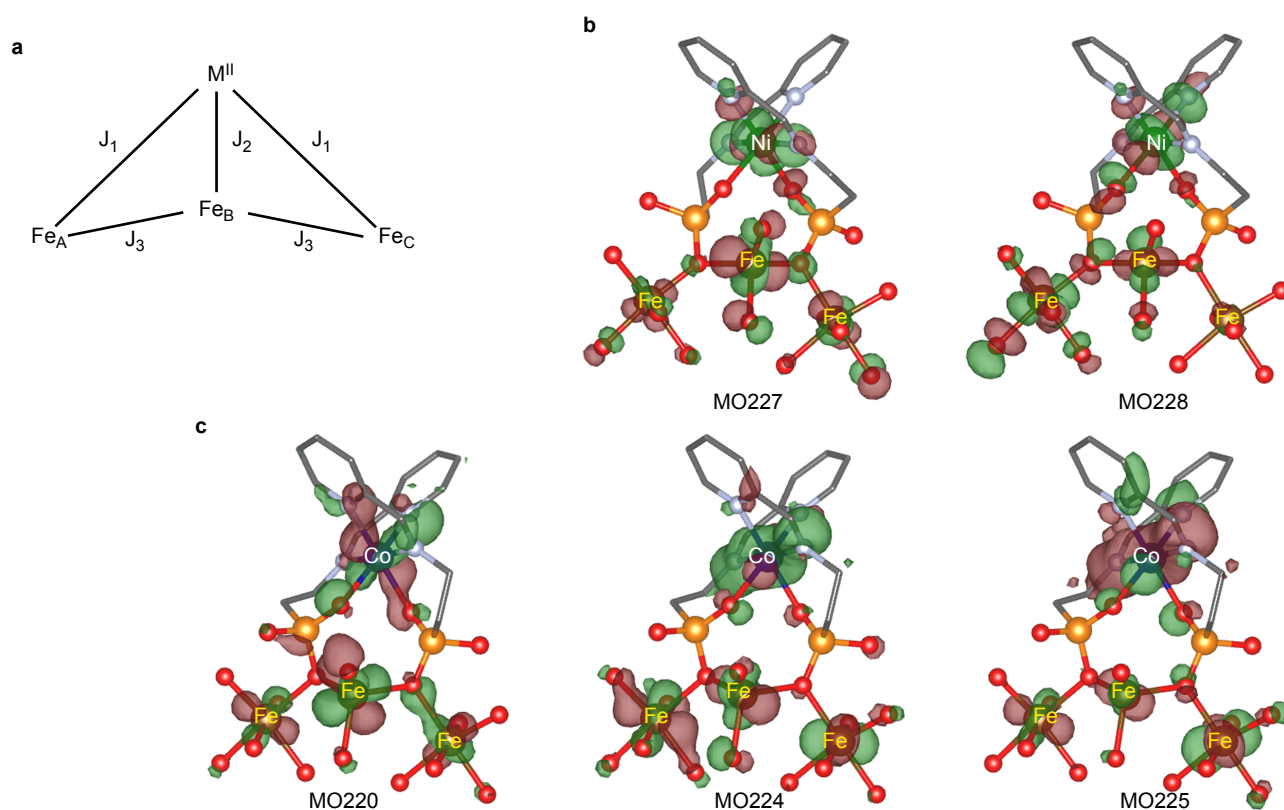 a
M^II
J₁ J₂ J₁
Fe_B
Fe_A Fe_C
J₃ J₃
b
Ni Ni
Fe Fe
Fe Fe Fe Fe
MO227 MO228
c
Co Co Co
Fe Fe Fe
Fe Fe Fe Fe Fe Fe
MO220 MO224 MO225